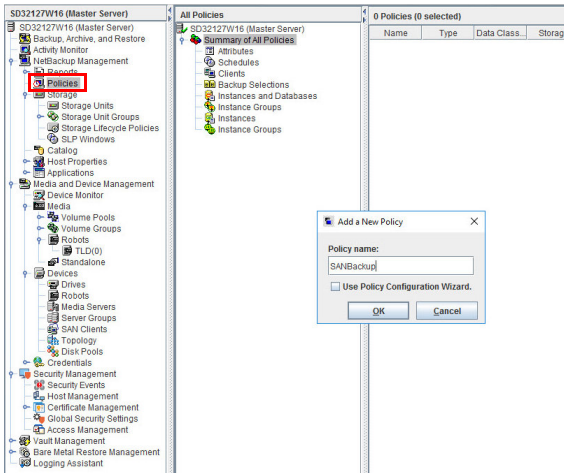 SD32127W16 (Master Server)
SD32127W16 (Master Server)
Backup, Archive, and Restore
Activity Monitor
NetBackup Management
Reports
Policies
Storage
Storage Units
Storage Unit Groups
Storage Lifecycle Policies
SLP Windows
Catalog
Host Properties
Applications
Media and Device Management
Device Monitor
Media
Volume Pools
Volume Groups
Robots
TLD(0)
Standalone
Devices
Drives
Robots
Media Servers
Server Groups
SAN Clients
Topology
Disk Pools
Credentials
Security Management
Security Events
Host Management
Certificate Management
Global Security Settings
Access Management
Vault Management
Bare Metal Restore Management
Logging Assistant
All Policies
SD32127W16 (Master Server)
Summary of All Policies
Attributes
Schedules
Clients
Backup Selections
Instances and Databases
Instance Groups
Instances
Instance Groups
0 Policies (0 selected)
Name Type Data Class... Storag
Add a New Policy
Policy name:
SANBackup
Use Policy Configuration Wizard.
OK Cancel